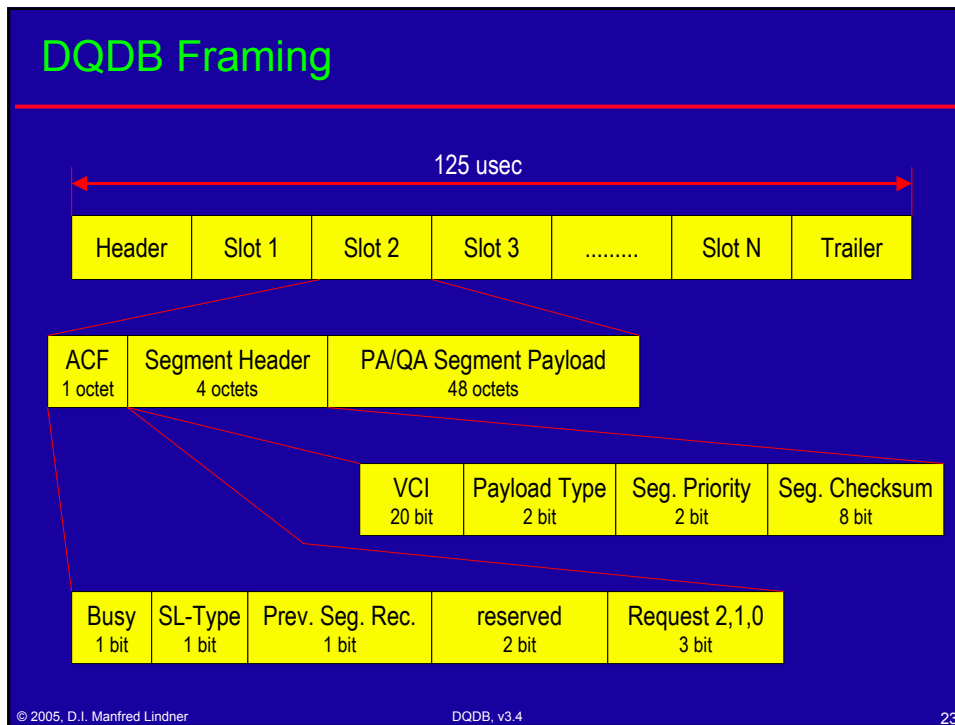 DQDB Framing
125 usec
Header Slot 1 Slot 2 Slot 3 ......... Slot N Trailer
ACF Segment Header PA/QA Segment Payload
1 octet 4 octets 48 octets
VCI Payload Type Seg. Priority Seg. Checksum
20 bit 2 bit 2 bit 8 bit
Busy SL-Type Prev. Seg. Rec. reserved Request 2,1,0
1 bit 1 bit 1 bit 2 bit 3 bit
© 2005, D.I. Manfred Lindner DQDB, v3.4 23